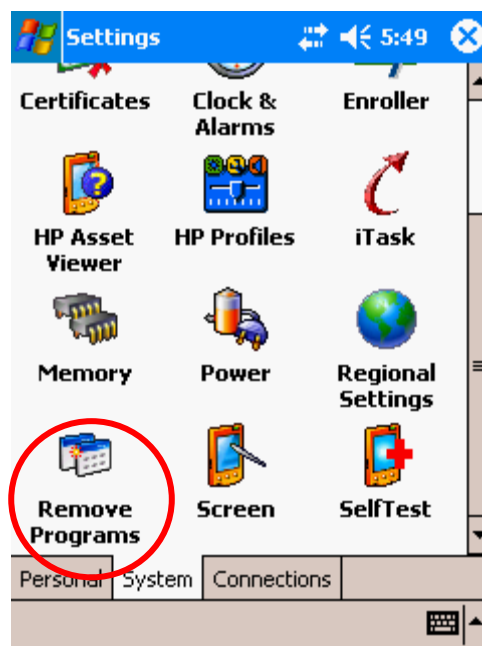 Settings 5:49
Certificates Clock & Enroller
Alarms
HP Asset HP Profiles iTask
Viewer
Memory Power Regional
Settings
Remove Screen SelfTest
Programs
Personal System Connections